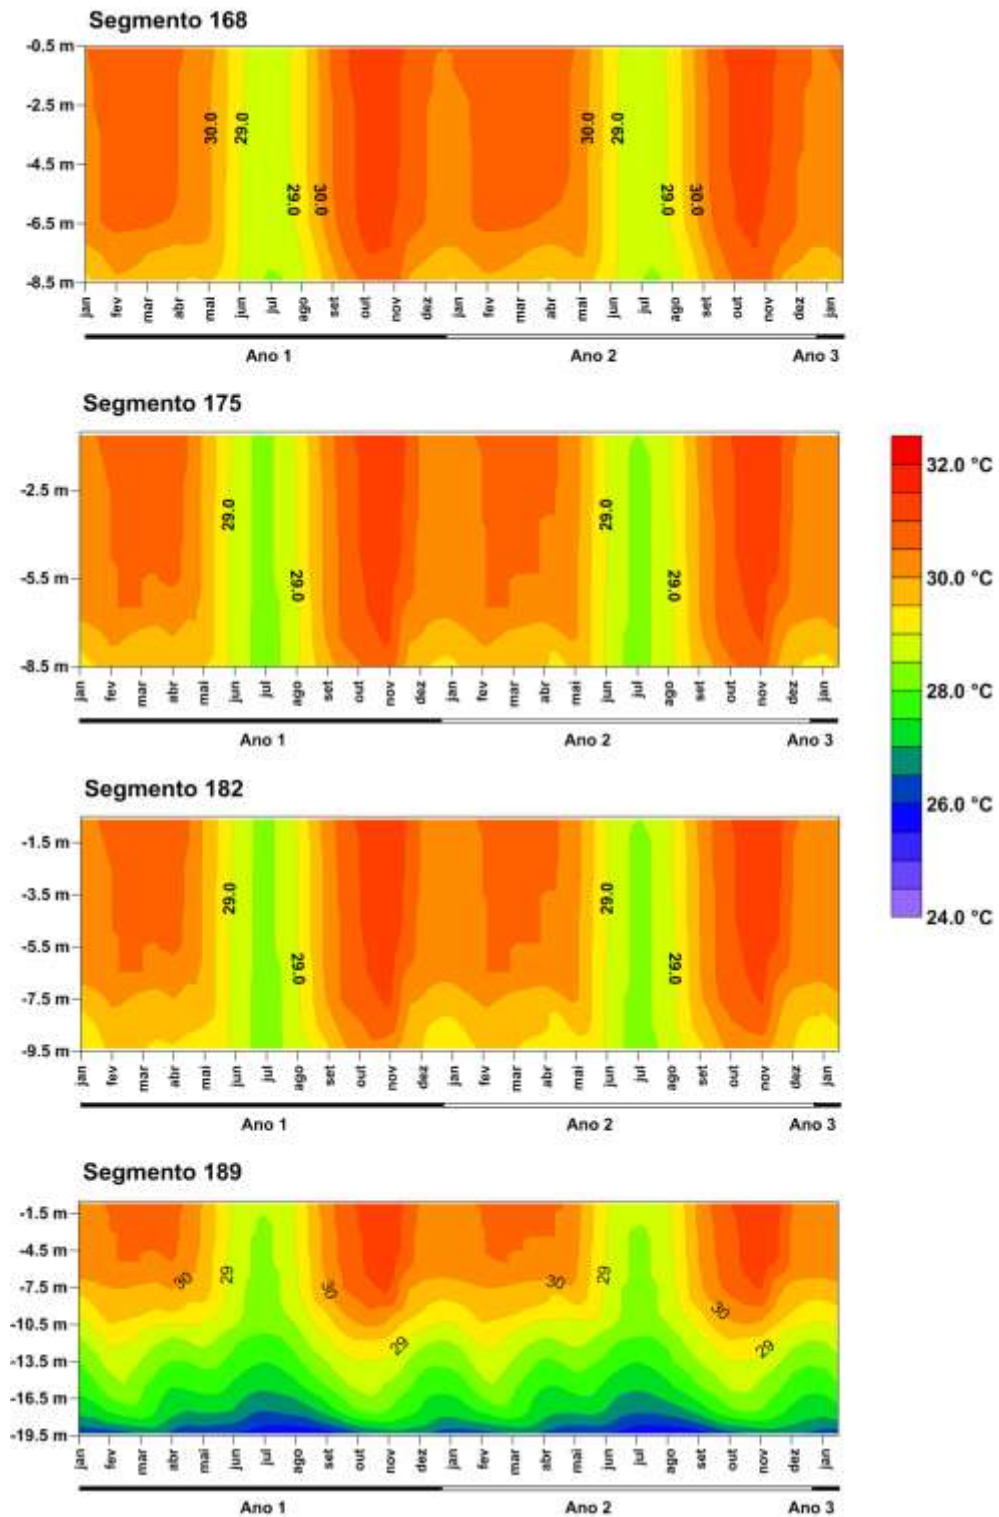 Segmento 168
-0.5 m
-2.5 m
-4.5 m
-6.5 m
-8.5 m
30.0
29.0
29.0
30.0
30.0
29.0
29.0
30.0
jan fev mar abr mai jun jul ago set out nov dez jan fev mar abr mai jun jul ago set out nov dez jan
Ano 1 Ano 2 Ano 3
Segmento 175
-2.5 m
-5.5 m
-8.5 m
29.0
29.0
29.0
29.0
jan fev mar abr mai jun jul ago set out nov dez jan fev mar abr mai jun jul ago set out nov dez jan
Ano 1 Ano 2 Ano 3
32.0 °C
30.0 °C
28.0 °C
26.0 °C
24.0 °C
Segmento 182
-1.5 m
-3.5 m
-5.5 m
-7.5 m
-9.5 m
29.0
29.0
29.0
29.0
jan fev mar abr mai jun jul ago set out nov dez jan fev mar abr mai jun jul ago set out nov dez jan
Ano 1 Ano 2 Ano 3
Segmento 189
-1.5 m
-4.5 m
-7.5 m
-10.5 m
-13.5 m
-16.5 m
-19.5 m
30
29
30
29
30
29
30
29
jan fev mar abr mai jun jul ago set out nov dez jan fev mar abr mai jun jul ago set out nov dez jan
Ano 1 Ano 2 Ano 3